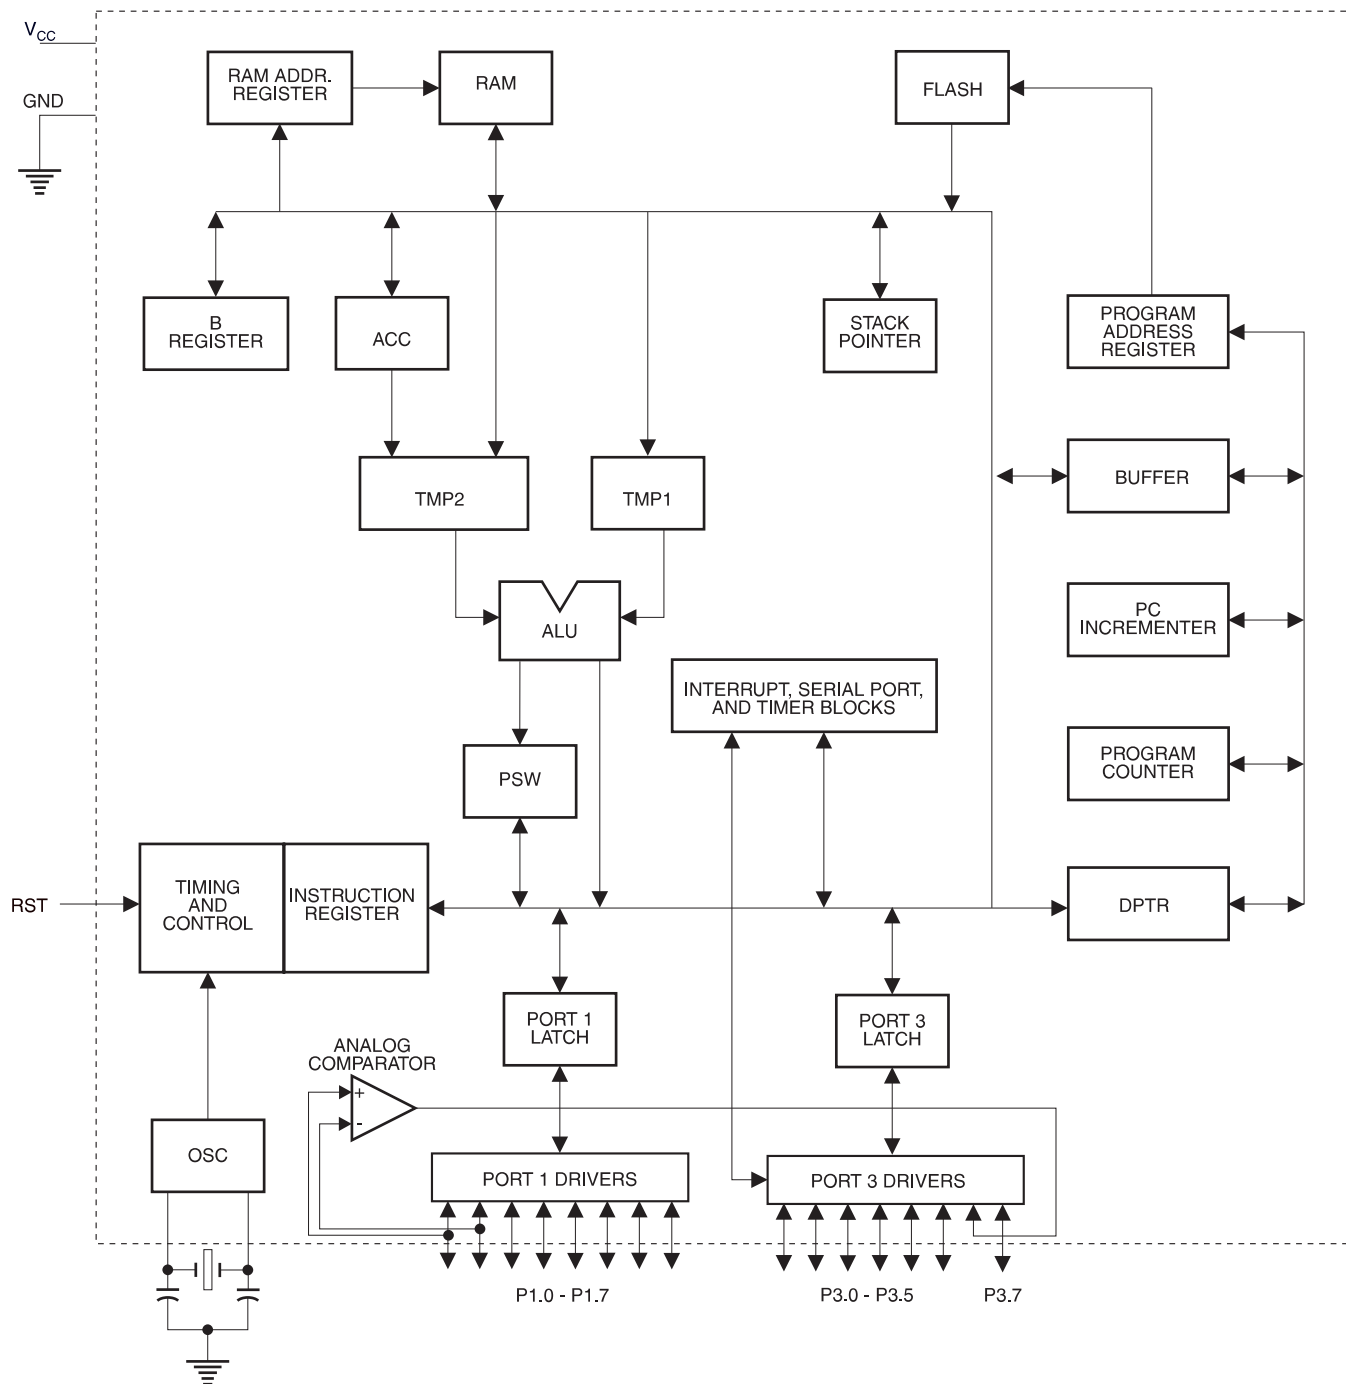 VCC
GND
RAM ADDR.
REGISTER
RAM
FLASH
B
REGISTER
ACC
STACK
POINTER
PROGRAM
ADDRESS
REGISTER
TMP2
TMP1
BUFFER
ALU
PC
INCREMENTER
INTERRUPT, SERIAL PORT,
AND TIMER BLOCKS
PSW
PROGRAM
COUNTER
RST
TIMING
AND
CONTROL
INSTRUCTION
REGISTER
DPTR
PORT 1
LATCH
PORT 3
LATCH
ANALOG
COMPARATOR
+
-
OSC
PORT 1 DRIVERS
PORT 3 DRIVERS
P1.0 - P1.7
P3.0 - P3.5
P3.7